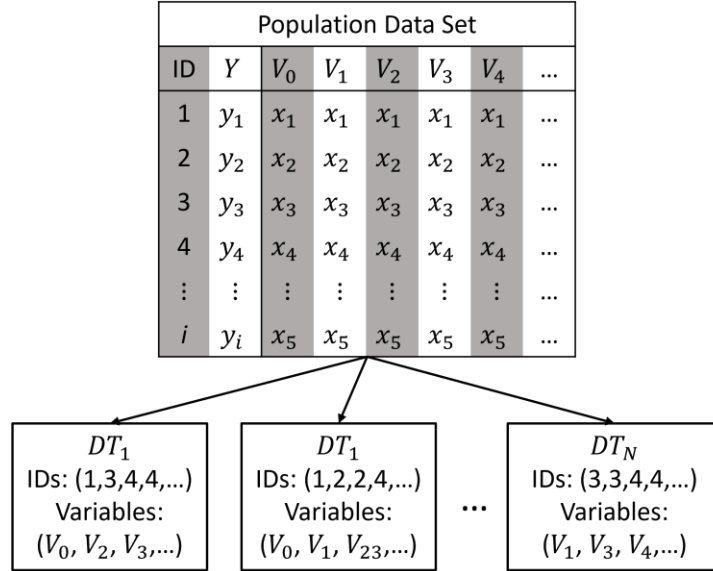 Population Data Set
ID Y V₀ V₁ V₂ V₃ V₄ ...
1 y₁ x₁ x₁ x₁ x₁ x₁ ...
2 y₂ x₂ x₂ x₂ x₂ x₂ ...
3 y₃ x₃ x₃ x₃ x₃ x₃ ...
4 y₄ x₄ x₄ x₄ x₄ x₄ ...
⋮ ⋮ ⋮ ⋮ ⋮ ⋮ ⋮ ...
i yᵢ x₅ x₅ x₅ x₅ x₅ ...
DT₁
IDs: (1,3,4,4,...)
Variables:
(V₀, V₂, V₃,...)
DT₁
IDs: (1,2,2,4,...)
Variables:
(V₀, V₁, V₂₃,...)
...
DT_N
IDs: (3,3,4,4,...)
Variables:
(V₁, V₃, V₄,...)